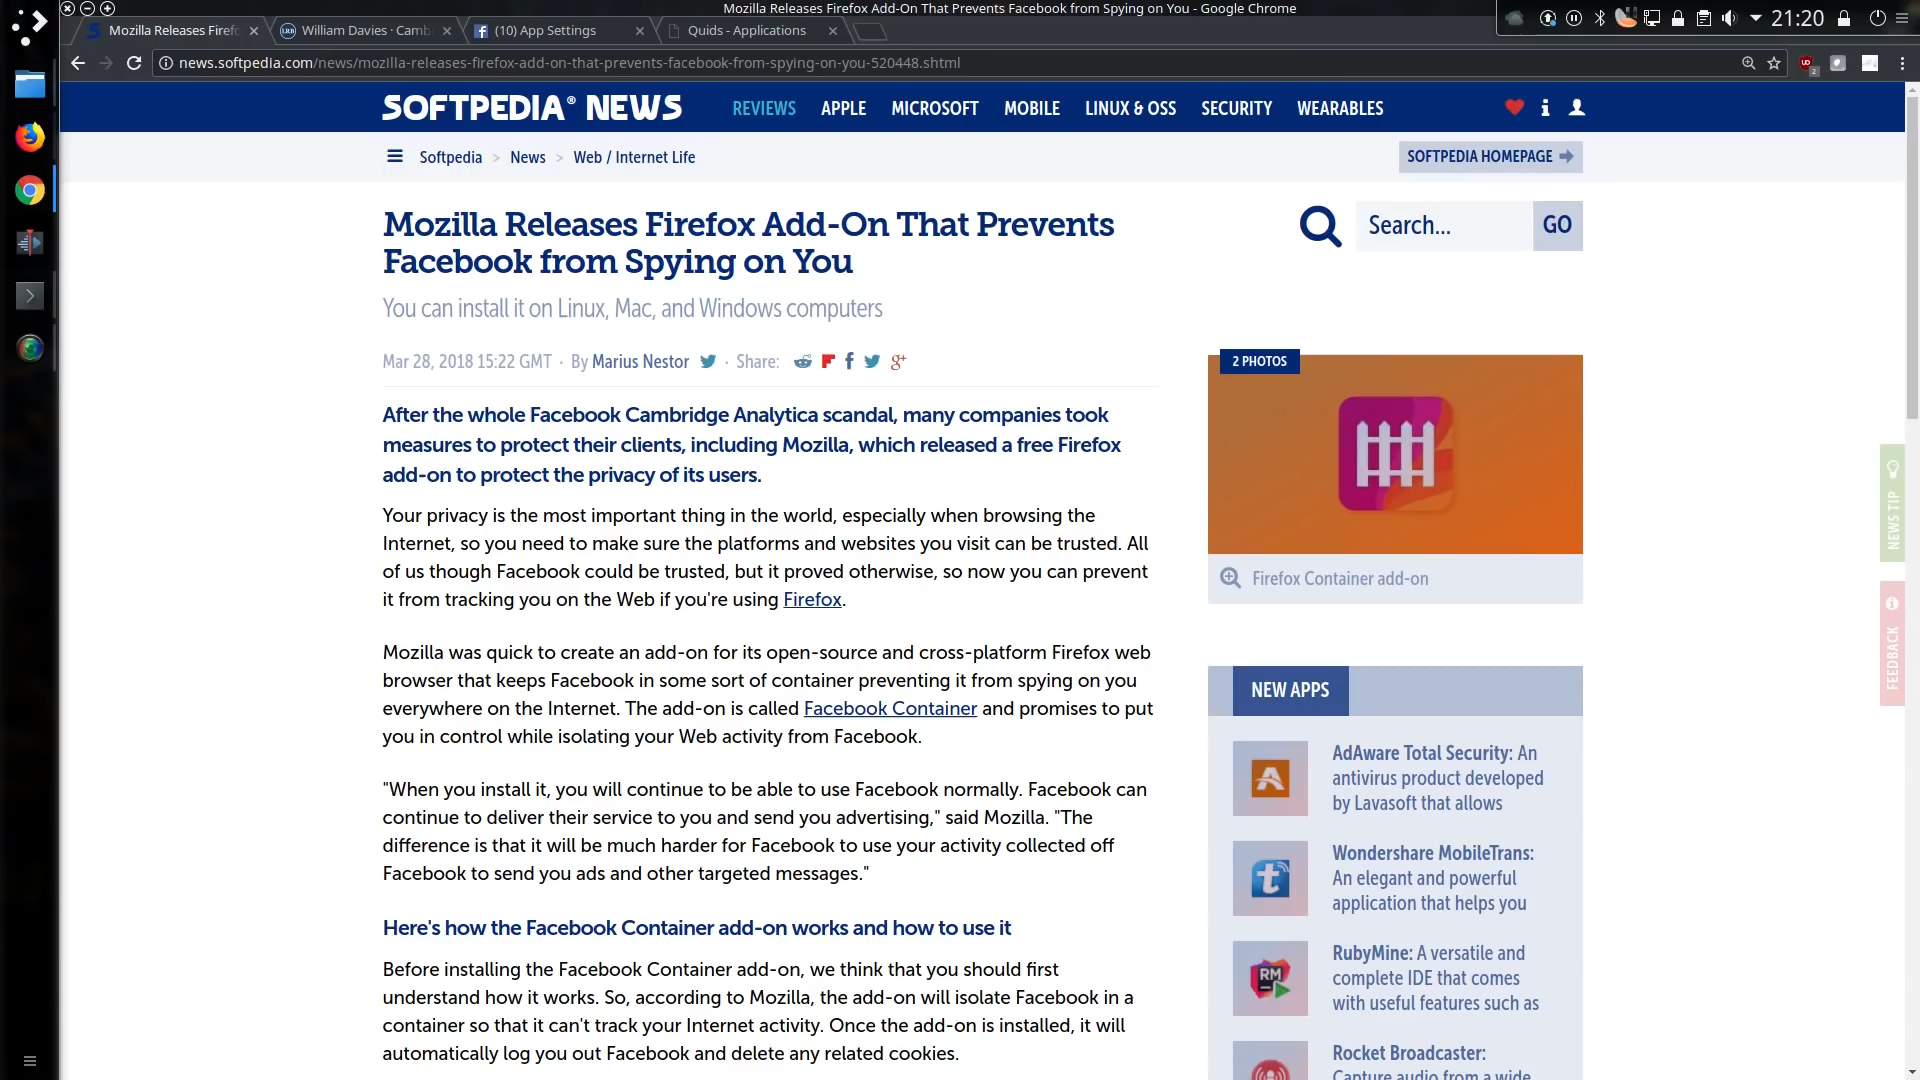 Mozilla Releases Firefox Add-On That Prevents Facebook from Spying on You - Google Chrome
21:20
Mozilla Releases Firef
William Davies · Camb
(10) App Settings
Quids - Applications
news.softpedia.com/news/mozilla-releases-firefox-add-on-that-prevents-facebook-from-spying-on-you-520448.shtml
SOFTPEDIA® NEWS
REVIEWS APPLE MICROSOFT MOBILE LINUX & OSS SECURITY WEARABLES
Softpedia > News > Web / Internet Life
SOFTPEDIA HOMEPAGE
Mozilla Releases Firefox Add-On That Prevents
Facebook from Spying on You
Search...
GO
You can install it on Linux, Mac, and Windows computers
Mar 28, 2018 15:22 GMT · By Marius Nestor · Share:
After the whole Facebook Cambridge Analytica scandal, many companies took
measures to protect their clients, including Mozilla, which released a free Firefox
add-on to protect the privacy of its users.
Your privacy is the most important thing in the world, especially when browsing the
Internet, so you need to make sure the platforms and websites you visit can be trusted. All
of us though Facebook could be trusted, but it proved otherwise, so now you can prevent
it from tracking you on the Web if you're using Firefox.
Mozilla was quick to create an add-on for its open-source and cross-platform Firefox web
browser that keeps Facebook in some sort of container preventing it from spying on you
everywhere on the Internet. The add-on is called Facebook Container and promises to put
you in control while isolating your Web activity from Facebook.
"When you install it, you will continue to be able to use Facebook normally. Facebook can
continue to deliver their service to you and send you advertising," said Mozilla. "The
difference is that it will be much harder for Facebook to use your activity collected off
Facebook to send you ads and other targeted messages."
Here's how the Facebook Container add-on works and how to use it
Before installing the Facebook Container add-on, we think that you should first
understand how it works. So, according to Mozilla, the add-on will isolate Facebook in a
container so that it can't track your Internet activity. Once the add-on is installed, it will
automatically log you out Facebook and delete any related cookies.
2 PHOTOS
Firefox Container add-on
NEW APPS
AdAware Total Security: An
antivirus product developed
by Lavasoft that allows
Wondershare MobileTrans:
An elegant and powerful
application that helps you
RM
RubyMine: A versatile and
complete IDE that comes
with useful features such as
Rocket Broadcaster:
Capture audio from a wide
NEWS TIP
FEEDBACK